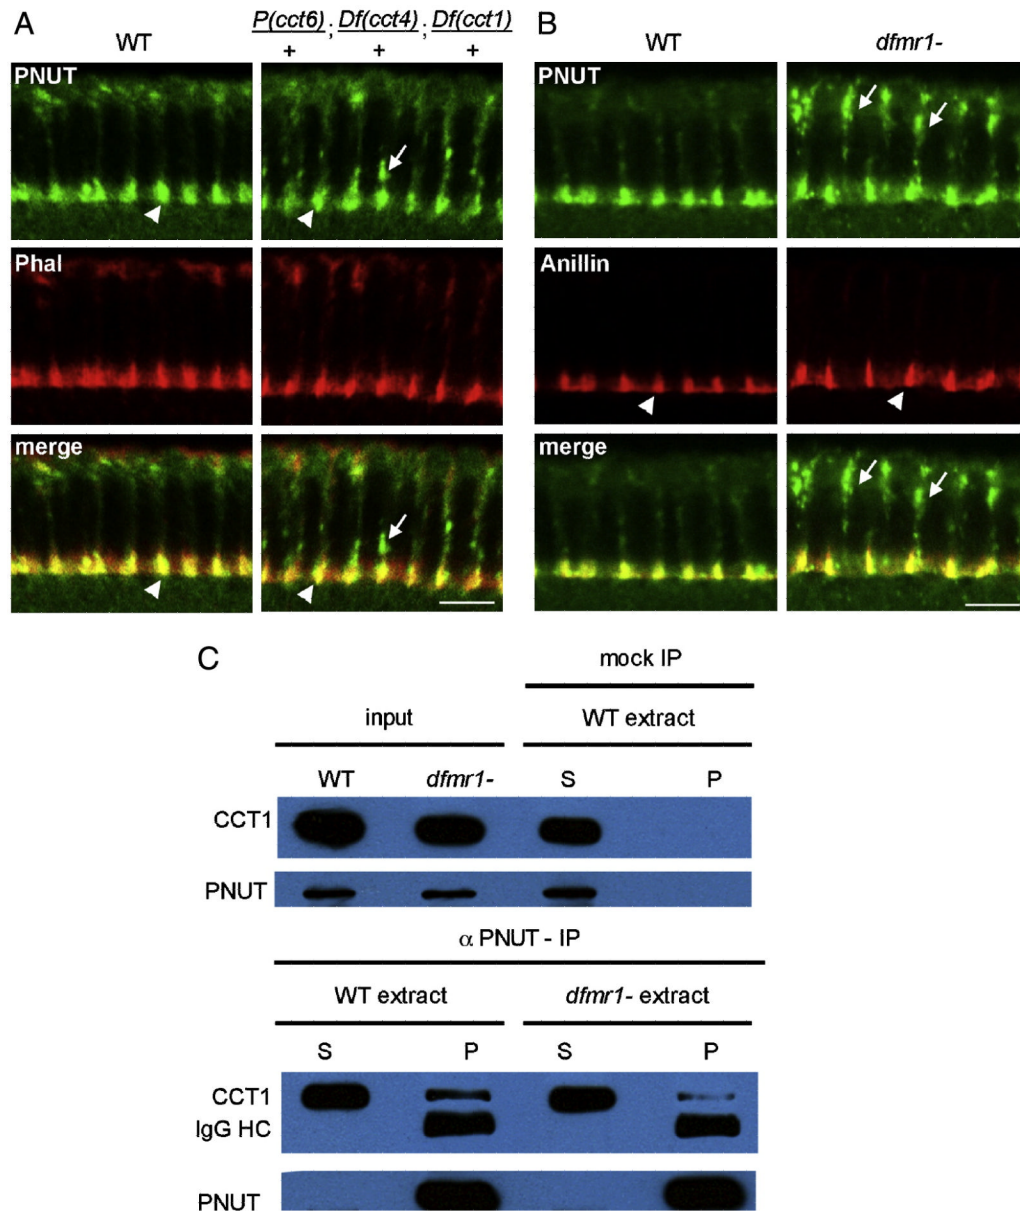 A
WT
P(cct6) ; Df(cct4) ; Df(cct1)
+ + +
PNUT
Phal
merge
B
WT
dfmr1-
PNUT
Anillin
merge
C
mock IP
input
WT extract
WT
dfmr1-
S
P
CCT1
PNUT
α PNUT - IP
WT extract
dfmr1- extract
S
P
S
P
CCT1
IgG HC
PNUT